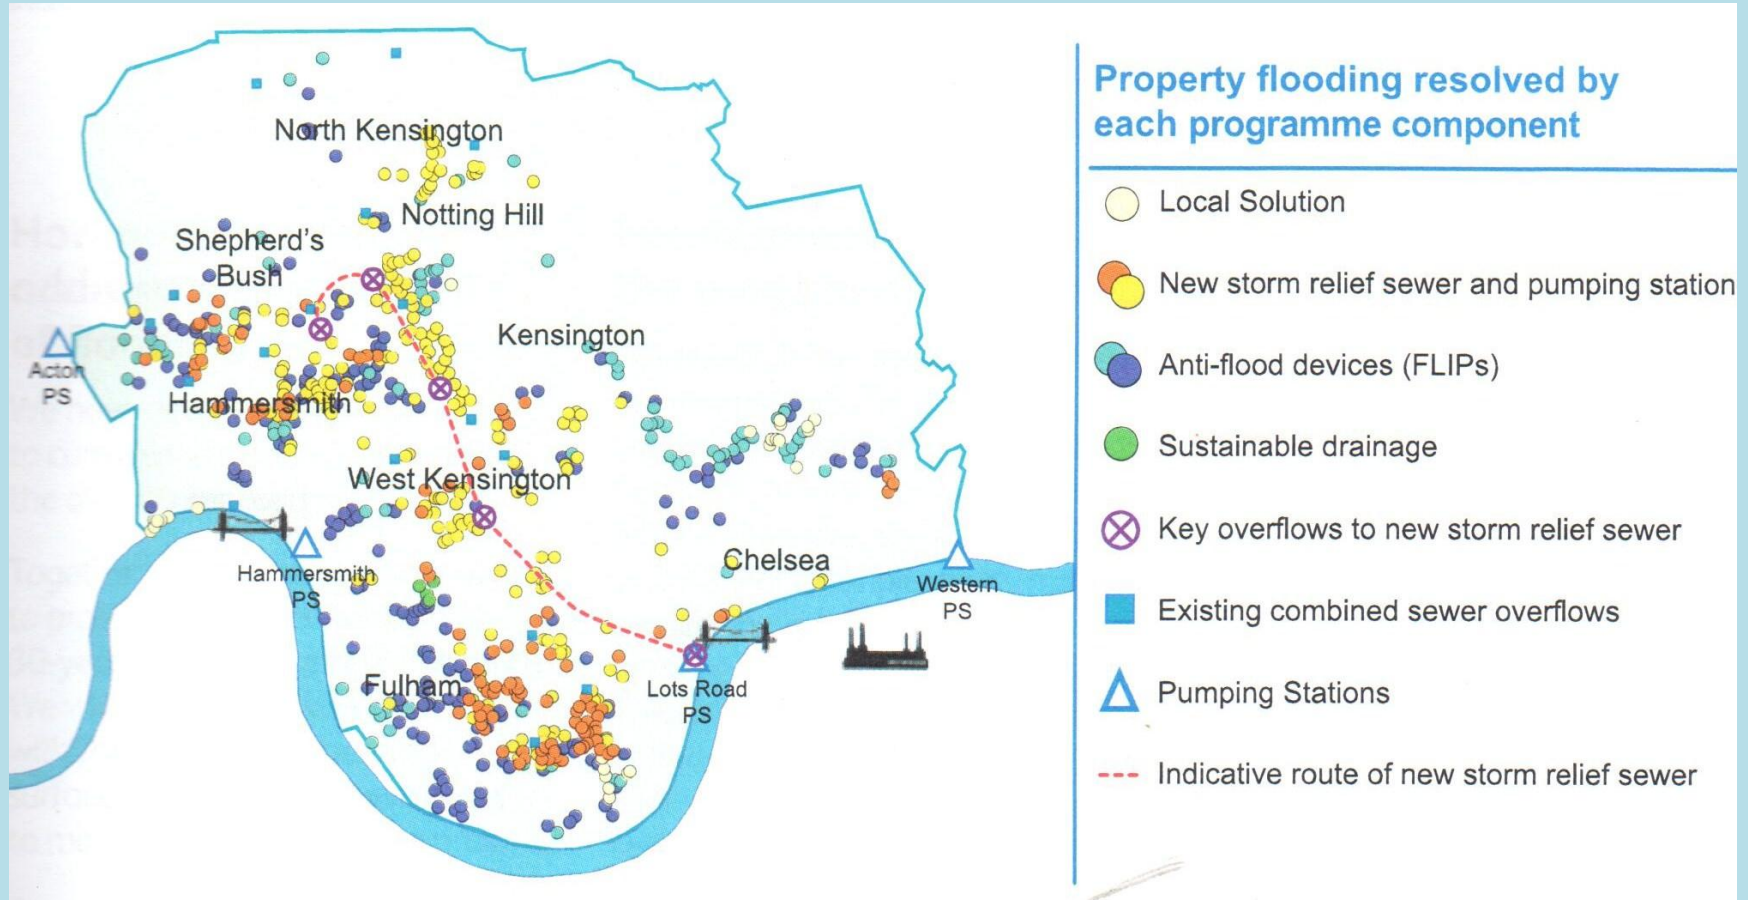 North Kensington
Notting Hill
Shepherd's
Bush
Kensington
Acton
PS
Hammersmith
West Kensington
Chelsea
Hammersmith
PS
Western
PS
Fulham
Lots Road
PS
Property flooding resolved by
each programme component
Local Solution
New storm relief sewer and pumping station
Anti-flood devices (FLIPs)
Sustainable drainage
Key overflows to new storm relief sewer
Existing combined sewer overflows
Pumping Stations
Indicative route of new storm relief sewer